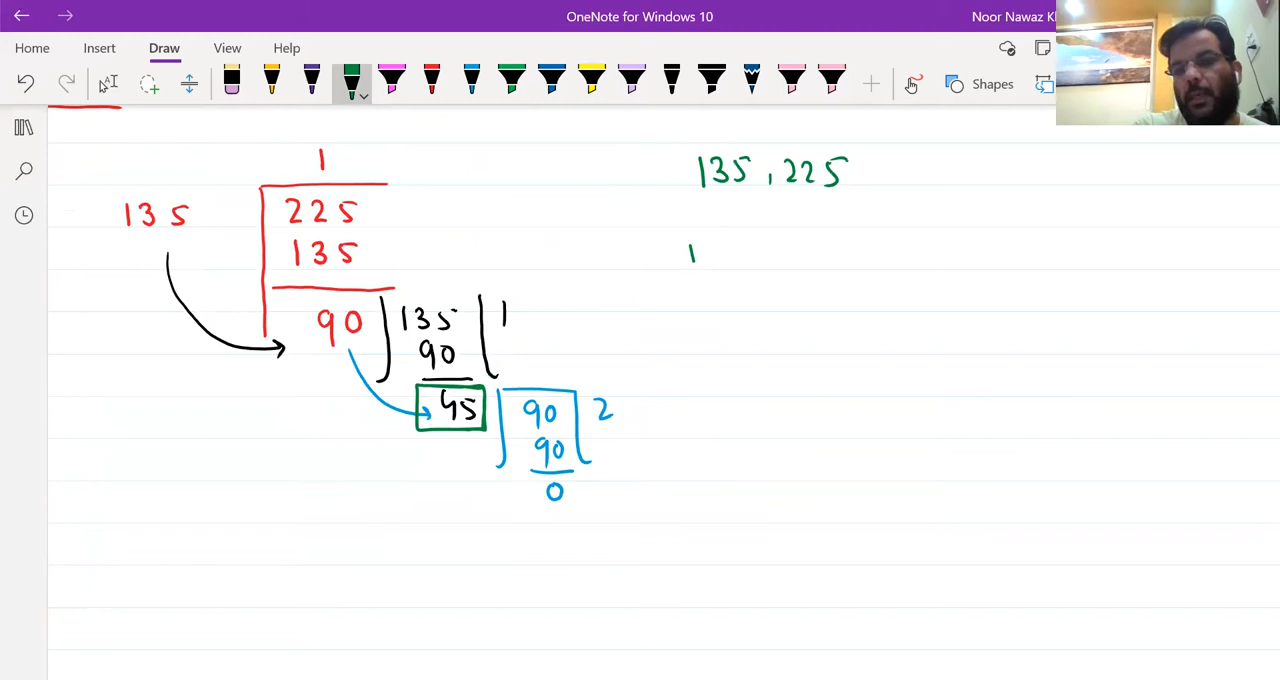 OneNote for Windows 10
Noor Nawaz Kh
Home Insert Draw View Help
Shapes
1
135 225
135
90 135 1
90
45 90 2
90
0
135 , 225
1